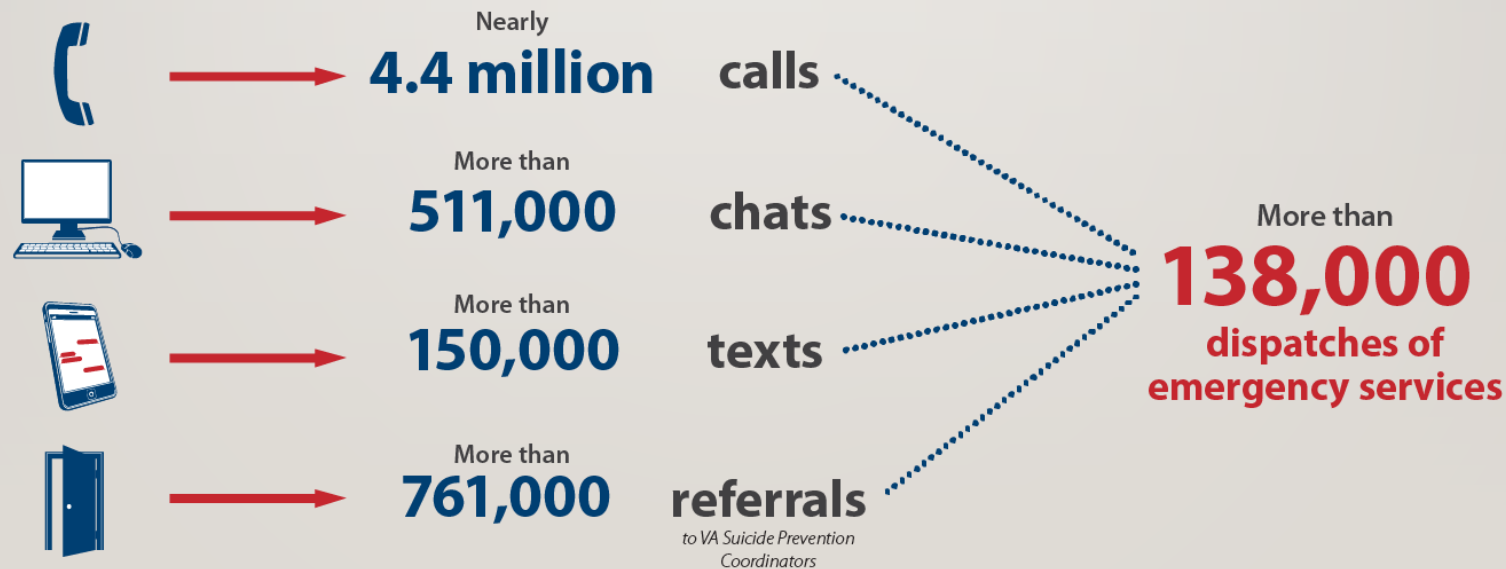 Nearly
4.4 million calls
More than
511,000 chats
More than
150,000 texts
More than
761,000 referrals
to VA Suicide Prevention
Coordinators
More than
138,000
dispatches of
emergency services